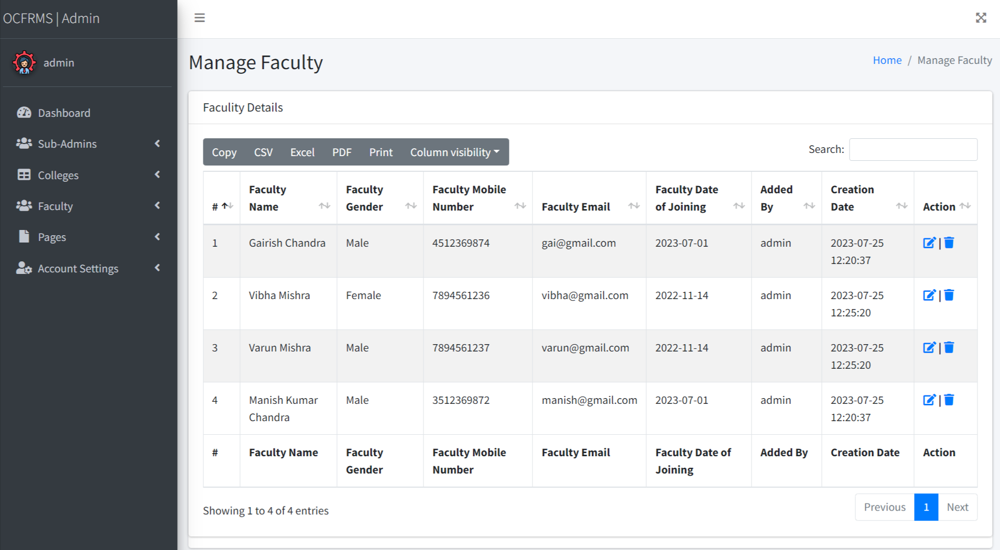 OCFRMS | Admin
admin
Dashboard
Sub-Admins
Colleges
Faculty
Pages
Account Settings
Manage Faculty
Home / Manage Faculty
Faculity Details
Copy CSV Excel PDF Print Column visibility
Search:
# Faculty Name Faculty Gender Faculty Mobile Number Faculty Email Faculty Date of Joining Added By Creation Date Action
1 Gairish Chandra Male 4512369874 gai@gmail.com 2023-07-01 admin 2023-07-25 12:20:37 |
2 Vibha Mishra Female 7894561236 vibha@gmail.com 2022-11-14 admin 2023-07-25 12:25:20 |
3 Varun Mishra Male 7894561237 varun@gmail.com 2022-11-14 admin 2023-07-25 12:25:20 |
4 Manish Kumar Chandra Male 3512369872 manish@gmail.com 2023-07-01 admin 2023-07-25 12:20:37 |
# Faculty Name Faculty Gender Faculty Mobile Number Faculty Email Faculty Date of Joining Added By Creation Date Action
Showing 1 to 4 of 4 entries
Previous 1 Next